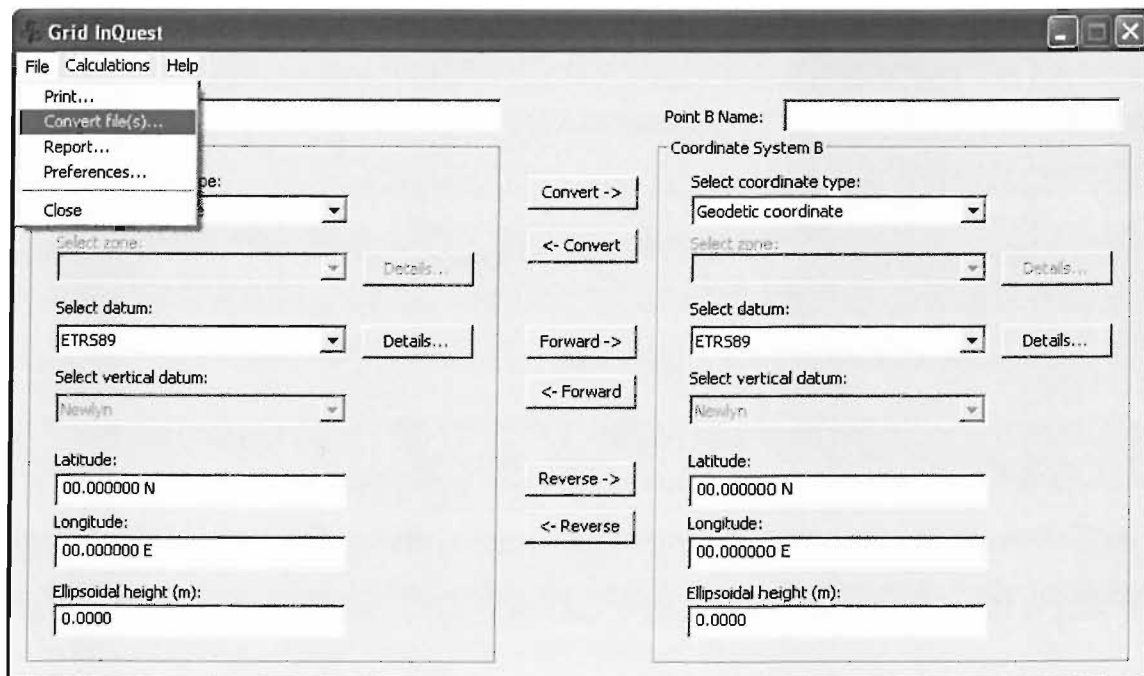 Grid InQuest
File Calculations Help
Print...
Convert file(s)...
Report...
Preferences...
Close
Point B Name:
Coordinate System B
pe:
Select coordinate type:
Convert ->
Geodetic coordinate
Select zone:
<- Convert
Select zone:
Details...
Details...
Select datum:
Select datum:
ETRS89
Details...
Forward ->
ETRS89
Details...
Select vertical datum:
Select vertical datum:
<- Forward
Newlyn
Newlyn
Latitude:
Latitude:
00.000000 N
Reverse ->
00.000000 N
Longitude:
Longitude:
<- Reverse
00.000000 E
00.000000 E
Ellipsoidal height (m):
Ellipsoidal height (m):
0.0000
0.0000